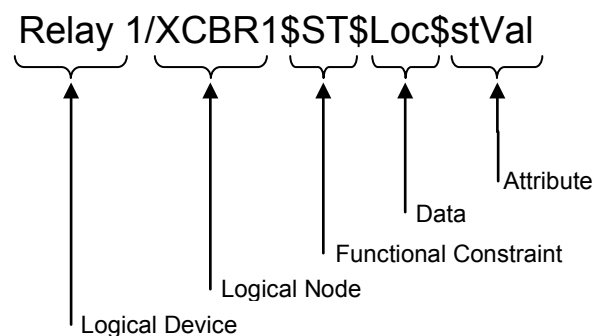 Relay 1/XCBR1$ST$Loc$stVal
Attribute
Data
Functional Constraint
Logical Node
Logical Device